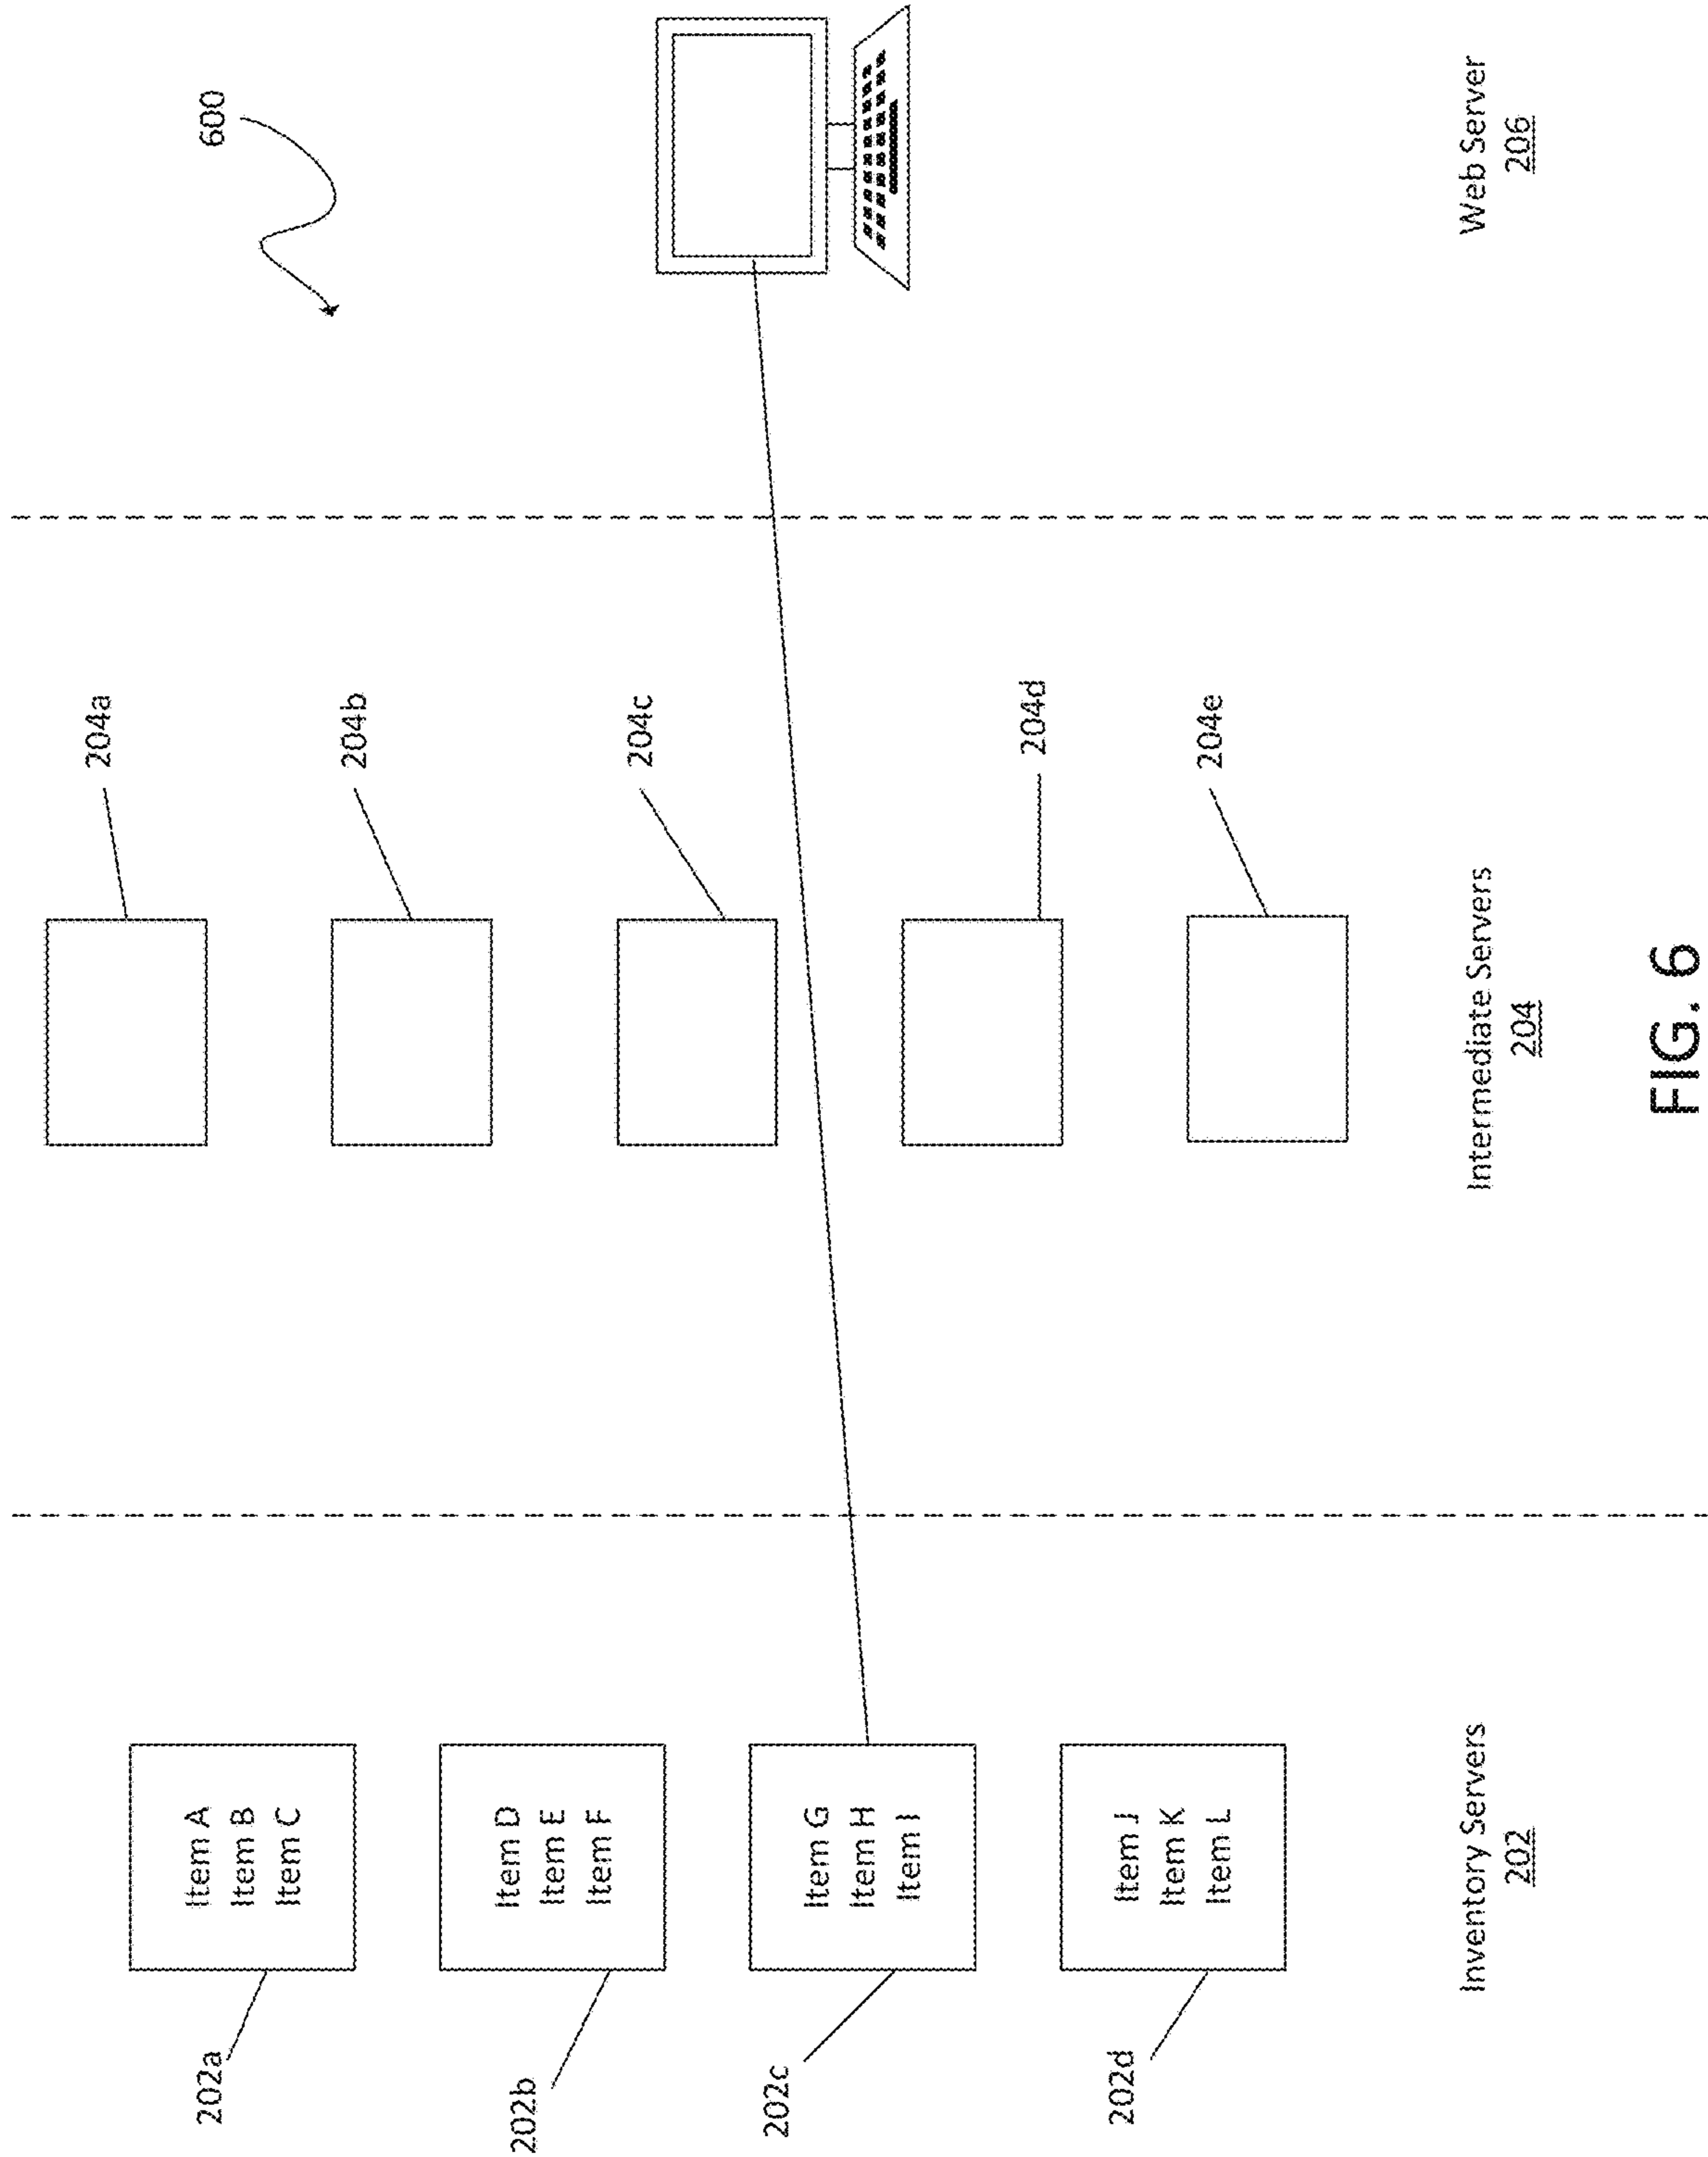 600
202a
Item A
Item B
Item C
202b
Item D
Item E
Item F
202c
Item G
Item H
Item I
202d
Item J
Item K
Item L
204a
204b
204c
204d
204e
Inventory Servers
202
Intermediate Servers
204
Web Server
206
FIG. 6